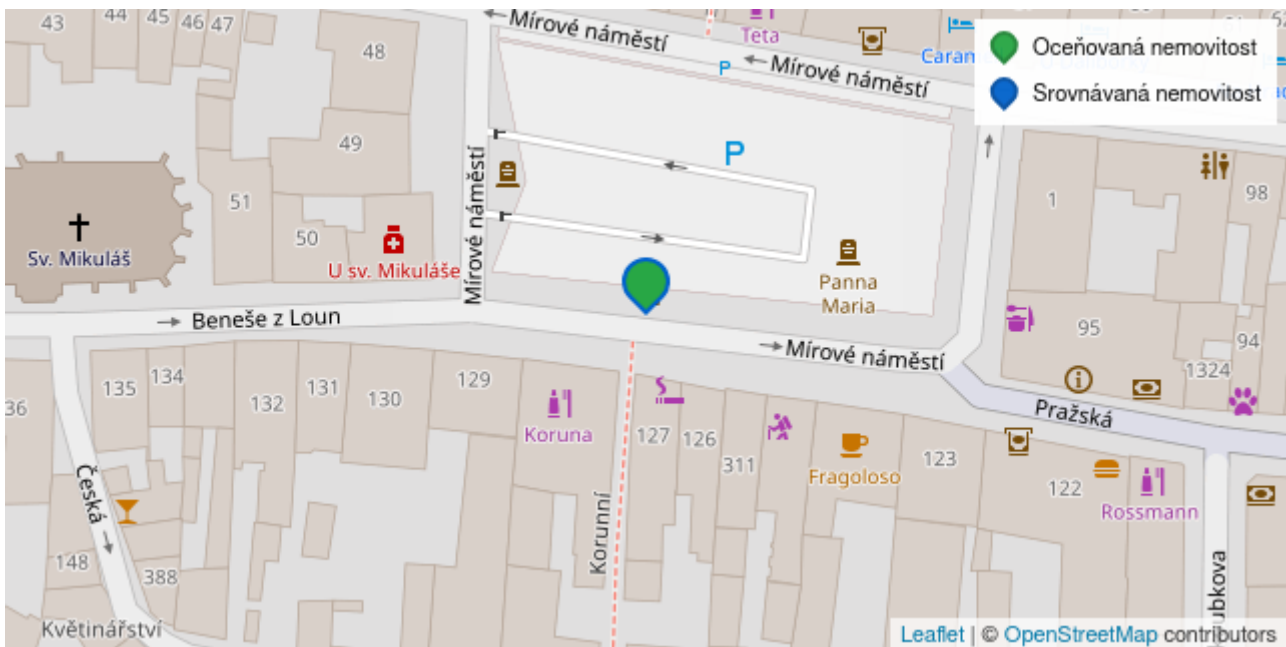 43
44
45
46
47
48
Mírové náměstí
Teta
Mírové náměstí
Caram
Oceňovaná nemovitost
Srovnávaná nemovitost
P
P
49
51
50
Sv. Mikuláš
U sv. Mikuláše
Mírové náměstí
Panna
Maria
1
98
95
94
1324
Beneše z Loun
Mírové náměstí
Pražská
36
135
134
132
131
130
129
Koruna
127
126
311
Fragoloso
123
122
Rossmann
Česká
Korunní
148
388
Květinářství
ubkova
Leaflet | © OpenStreetMap contributors